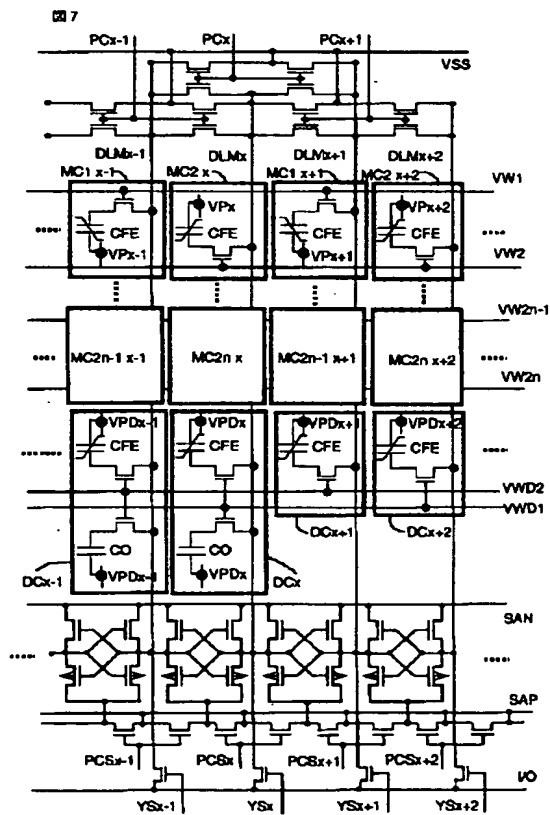 図7
PCx-1 PCx PCx+1
VSS
DLMx-1 DLMx DLMx+1 DLMx+2
MC1 x-1 MC2 x MC1 x+1 MC2 x+2
VW1
VPx VPx+2
CFE CFE CFE CFE
VPx-1 VPx+1
VW2
VW2n-1
MC2n-1 x-1 MC2n x MC2n-1 x+1 MC2n x+2
VW2n
VPDx-1 VPDx VPDx+1 VPDx+2
CFE CFE CFE CFE
VWD2
VWD1
CO CO
DCx+1 DCx+2
DCx-1 VPDx-1 VPDx DCx
SAN
SAP
PCSx-1 PCSx PCSx+1 PCSx+2
I/O
YSx-1 YSx YSx+1 YSx+2